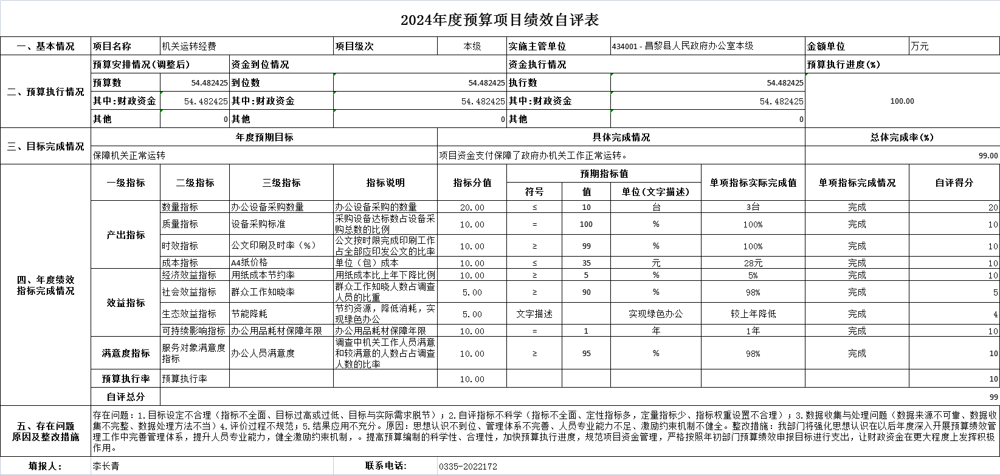 2024年度预算项目绩效自评表
一、基本情况 项目名称 机关运转经费 项目级次 本级 实施主管单位 434001 - 昌黎县人民政府办公室本级 金额单位 万元
二、预算执行情况 预算安排情况(调整后) 资金到位情况 资金执行情况 预算执行进度(%)
预算数 54.482425 到位数 54.482425 执行数 54.482425 100.00
其中:财政资金 54.482425 其中:财政资金 54.482425 其中:财政资金 54.482425
其他 0 其他 0 其他 0
三、目标完成情况 年度预期目标 具体完成情况 总体完成率(%)
保障机关正常运转 项目资金支付保障了政府办机关工作正常运转。 99.00
四、年度绩效
指标完成情况
一级指标 二级指标 三级指标 指标说明 指标分值 预期指标值 单项指标实际完成值 单项指标完成情况 自评得分
符号 值 单位(文字描述)
产出指标
数量指标 办公设备采购数量 办公设备采购的数量 20.00 ≤ 10 台 3台 完成 20
质量指标 设备采购标准 采购设备达标数占设备采
购总数的比例 10.00 = 100 % 100% 完成 10
时效指标 公文印刷及时率（%） 公文按时限完成印刷工作
占全部应印发公文的比率 10.00 ≥ 99 % 100% 完成 10
成本指标 A4纸价格 单位（包）成本 10.00 ≤ 35 元 28元 完成 10
效益指标
经济效益指标 用纸成本节约率 用纸成本比上年下降比例 10.00 ≥ 5 % 5% 完成 10
社会效益指标 群众工作知晓率 群众工作知晓人数占调查
人员的比重 5.00 ≥ 90 % 98% 完成 5
生态效益指标 节能降耗 节约资源，降低消耗，实
现绿色办公 5.00 文字描述 实现绿色办公 较上年降低 完成 4
可持续影响指标 办公用品耗材保障年限 办公用品耗材保障年限 10.00 = 1 年 1年 完成 10
满意度指标 服务对象满意度
指标 办公人员满意度 调查中机关工作人员满意
和较满意的人数占占调查
人数的比率 10.00 ≥ 95 % 98% 完成 10
预算执行率 预算执行率 10.00 10
自评总分 99
五、存在问题
原因及整改措施
存在问题：1.目标设定不合理（指标不全面、目标过高或过低、目标与实际需求脱节）；2.自评指标不科学（指标不全面、定性指标多，定量指标少、指标权重设置不合理）；3.数据收集与处理问题（数据来源不可靠、数据收
集不完整、数据处理方法不当）4.评价过程不规范；5.结果应用不充分。原因：思想认识不到位、管理体系不完善、人员专业能力不足、激励约束机制不健全。整改措施：我部门将强化思想认识在以后年度深入开展预算绩效管
理工作中完善管理体系，提升人员专业能力，健全激励约束机制，。提高预算编制的科学性、合理性，加快预算执行进度，规范项目资金管理，严格按照年初部门预算绩效申报目标进行支出，让财政资金在更大程度上发挥积极
作用。
填报人： 李长青 联系电话: 0335-2022172